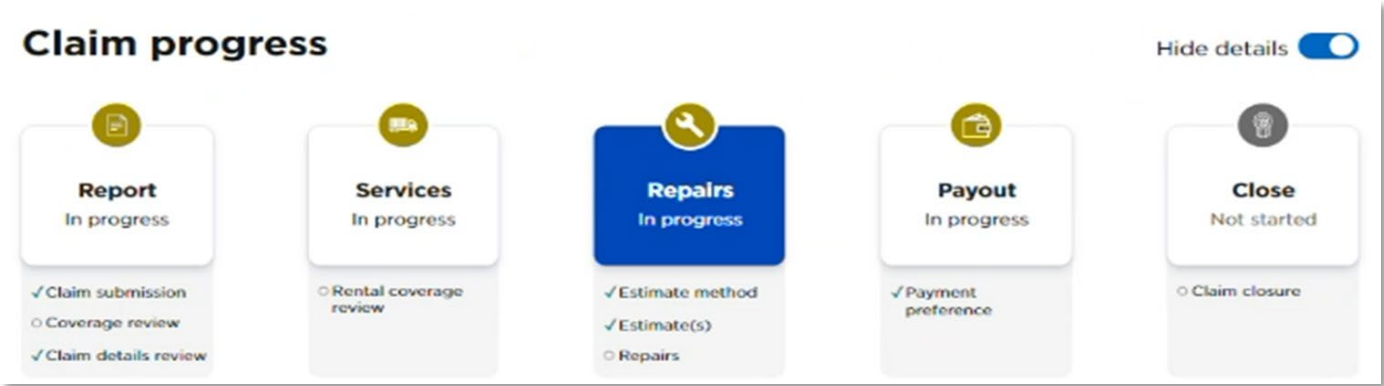 Claim progress
Hide details
Report
In progress
✓Claim submission
○Coverage review
✓Claim details review
Services
In progress
○Rental coverage
review
Repairs
In progress
✓Estimate method
✓Estimate(s)
○Repairs
Payout
In progress
✓Payment
preference
Close
Not started
○Claim closure